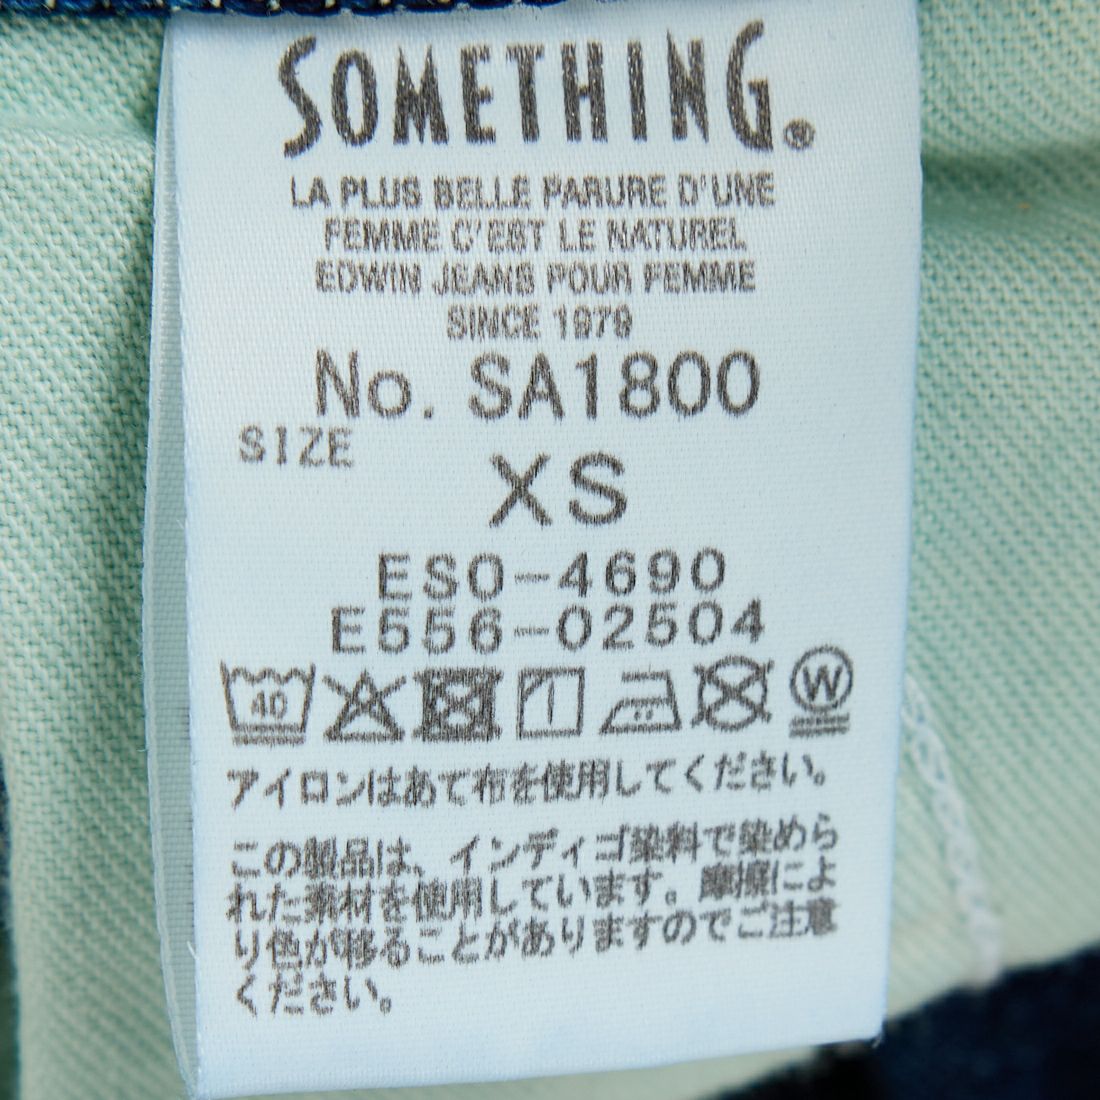 SOMETHING®
LA PLUS BELLE PARURE D'UNE
FEMME C'EST LE NATUREL
EDWIN JEANS POUR FEMME
SINCE 1979
No. SA1800
SIZE
XS
ES0-4690
E556-02504
40
W
アイロンはあて布を使用してください。
この製品は、インディゴ染料で染めら
れた素材を使用しています。摩擦によ
り色が移ることがありますのでご注意
ください。